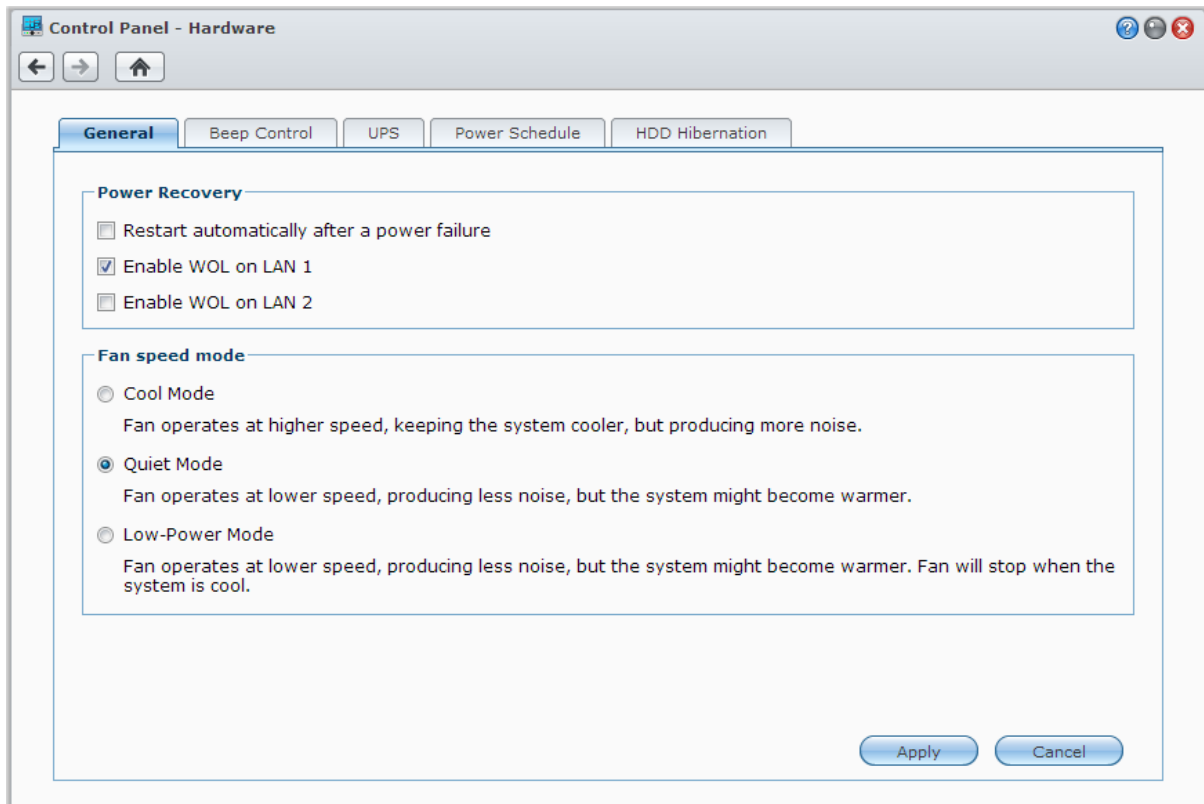 Control Panel - Hardware
General
Beep Control
UPS
Power Schedule
HDD Hibernation
Power Recovery
Restart automatically after a power failure
Enable WOL on LAN 1
Enable WOL on LAN 2
Fan speed mode
Cool Mode
Fan operates at higher speed, keeping the system cooler, but producing more noise.
Quiet Mode
Fan operates at lower speed, producing less noise, but the system might become warmer.
Low-Power Mode
Fan operates at lower speed, producing less noise, but the system might become warmer. Fan will stop when the
system is cool.
Apply
Cancel